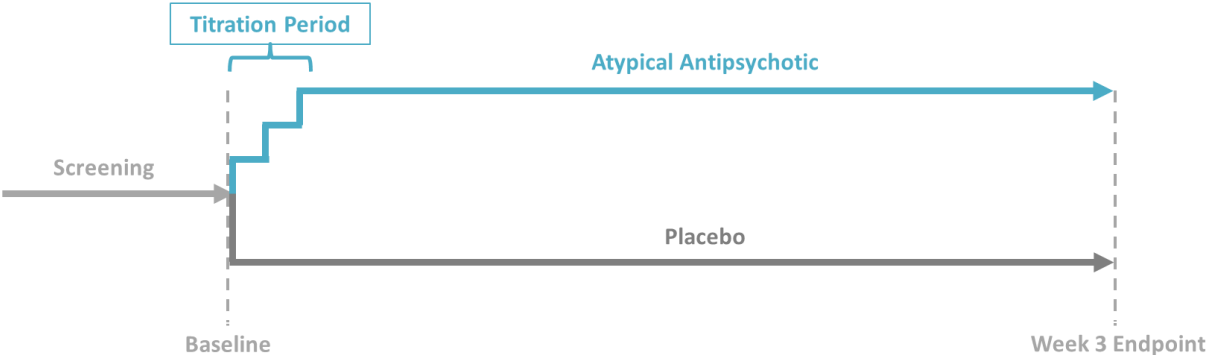 Titration Period
Atypical Antipsychotic
Screening
Placebo
Baseline
Week 3 Endpoint